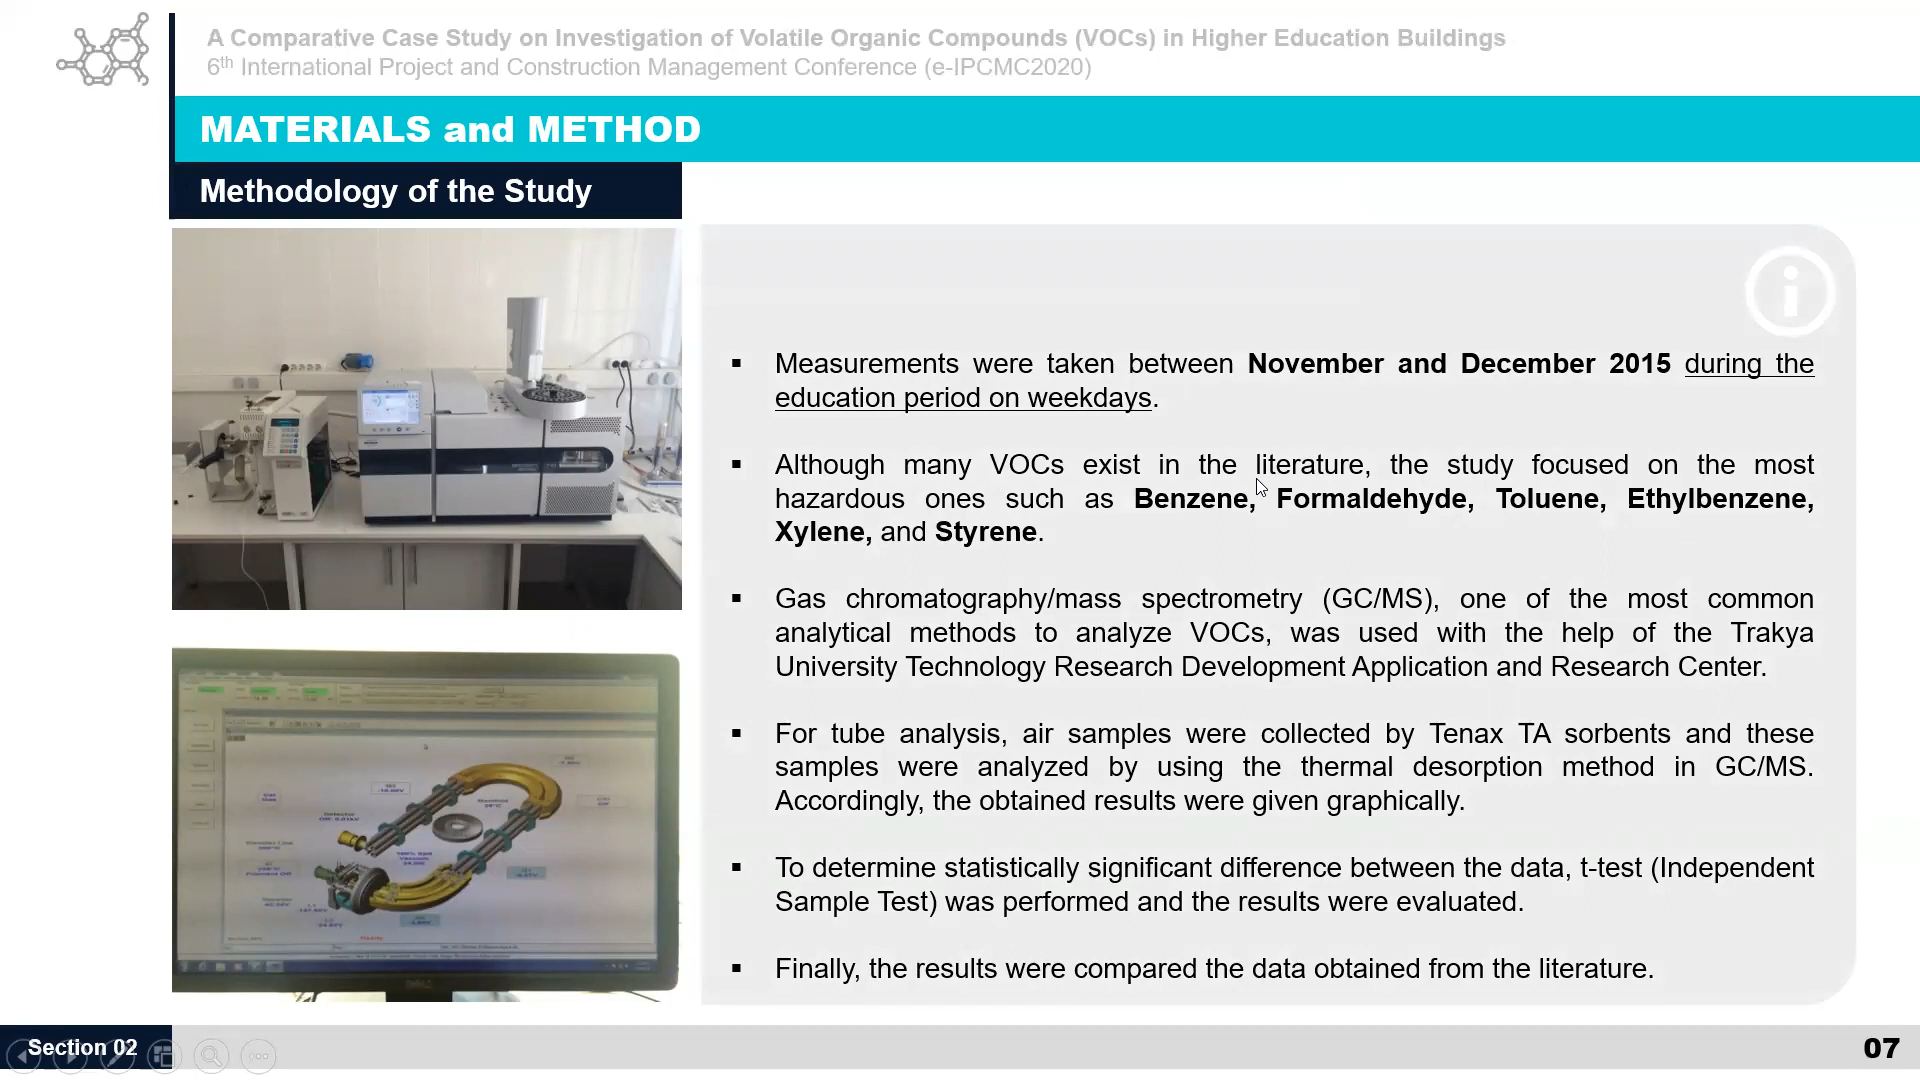 A Comparative Case Study on Investigation of Volatile Organic Compounds (VOCs) in Higher Education Buildings
6th International Project and Construction Management Conference (e-IPCMC2020)
MATERIALS and METHOD
Methodology of the Study
▪ Measurements were taken between November and December 2015 during the
education period on weekdays.
▪ Although many VOCs exist in the literature, the study focused on the most
hazardous ones such as Benzene, Formaldehyde, Toluene, Ethylbenzene,
Xylene, and Styrene.
▪ Gas chromatography/mass spectrometry (GC/MS), one of the most common
analytical methods to analyze VOCs, was used with the help of the Trakya
University Technology Research Development Application and Research Center.
▪ For tube analysis, air samples were collected by Tenax TA sorbents and these
samples were analyzed by using the thermal desorption method in GC/MS.
Accordingly, the obtained results were given graphically.
▪ To determine statistically significant difference between the data, t-test (Independent
Sample Test) was performed and the results were evaluated.
▪ Finally, the results were compared the data obtained from the literature.
Section 02
07